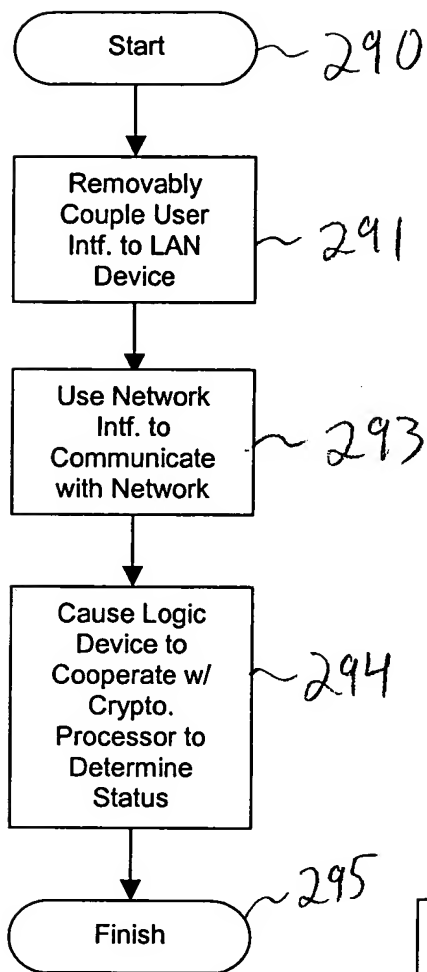 Start
290
Removably
Couple User
Intf. to LAN
Device
291
Use Network
Intf. to
Communicate
with Network
293
Cause Logic
Device to
Cooperate w/
Crypto.
Processor to
Determine
Status
294
Finish
295